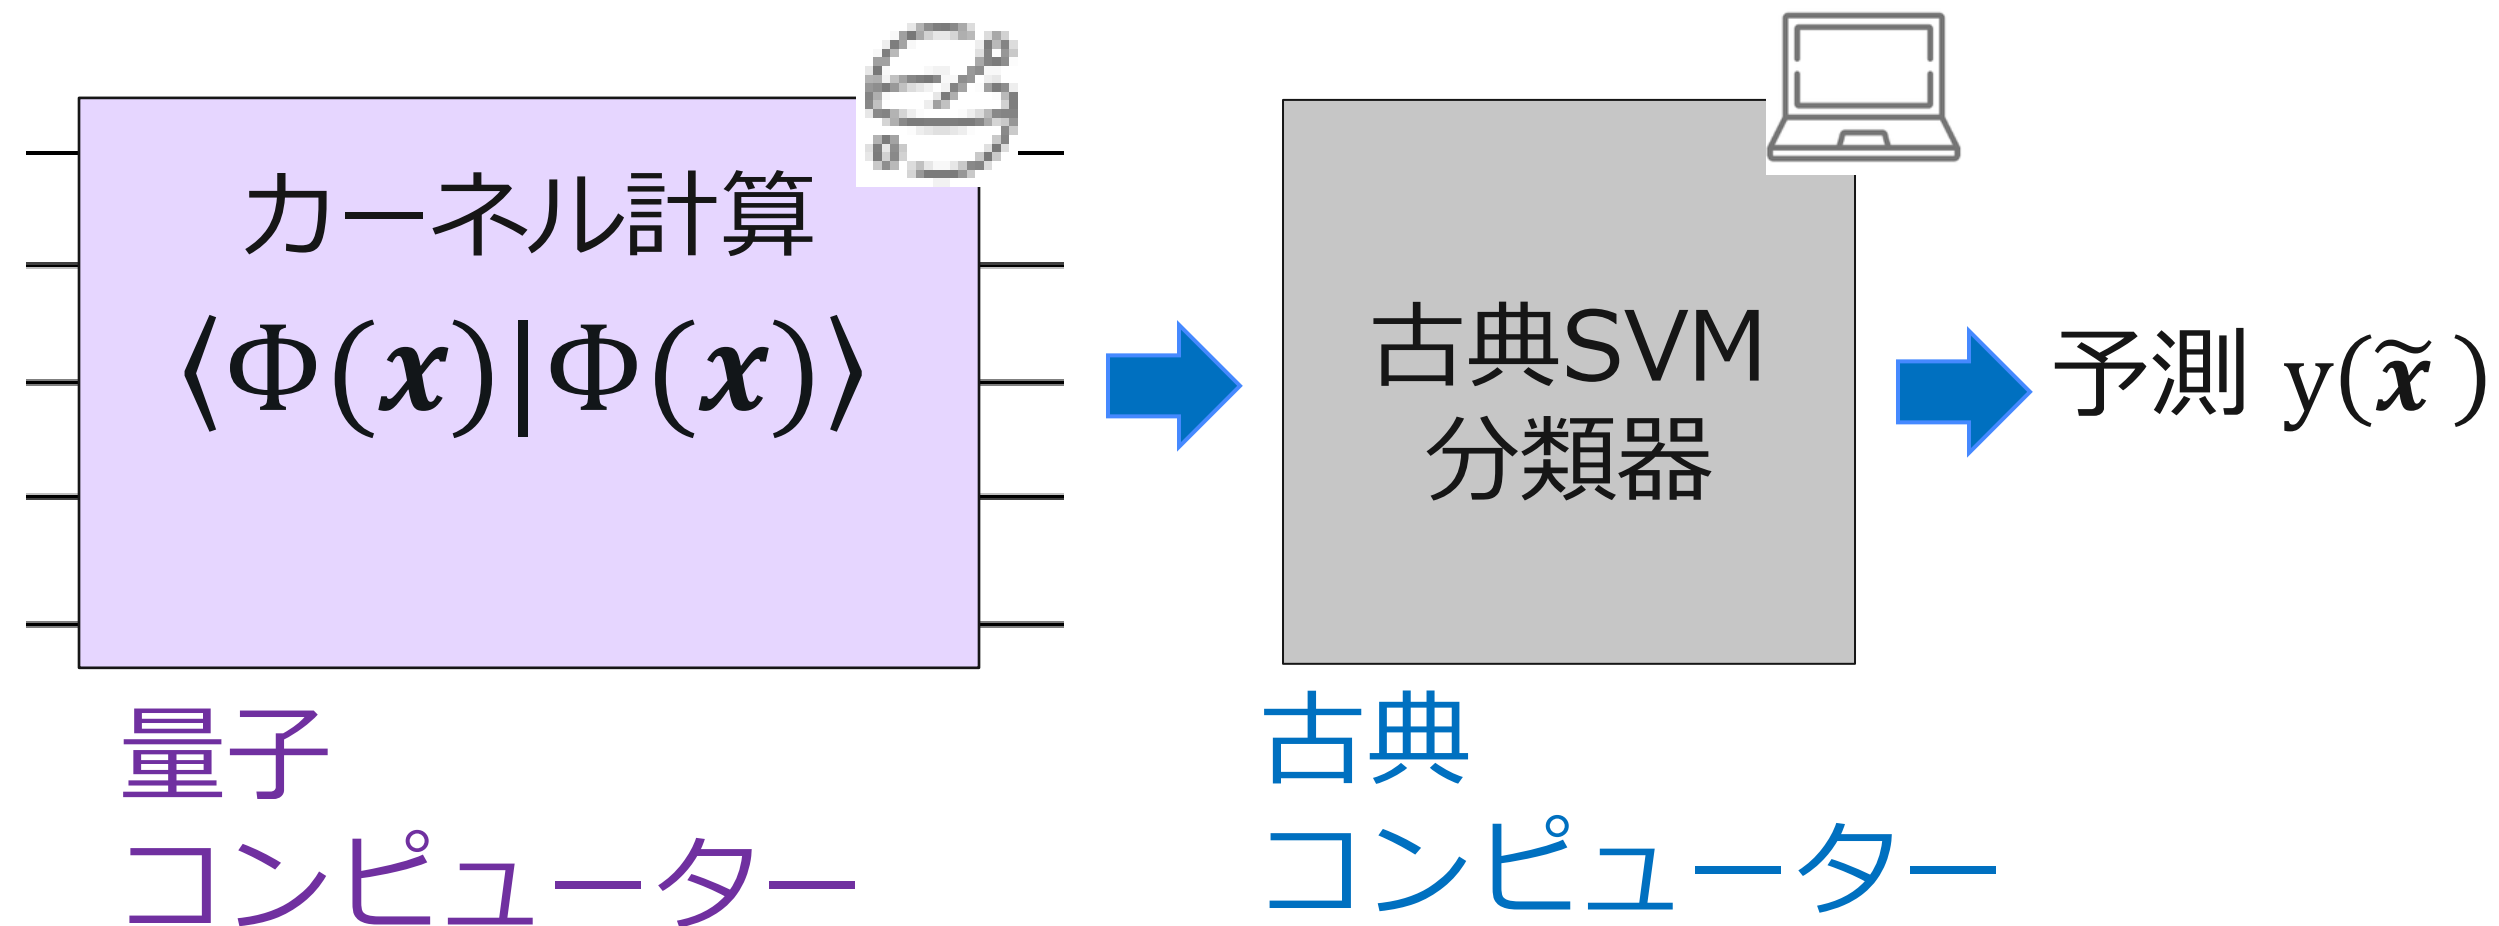 カーネル計算
⟨Φ(𝒙)|Φ(𝒙)⟩
古典SVM
分類器
予測 y(x̃)
量子
コンピューター
古典
コンピューター